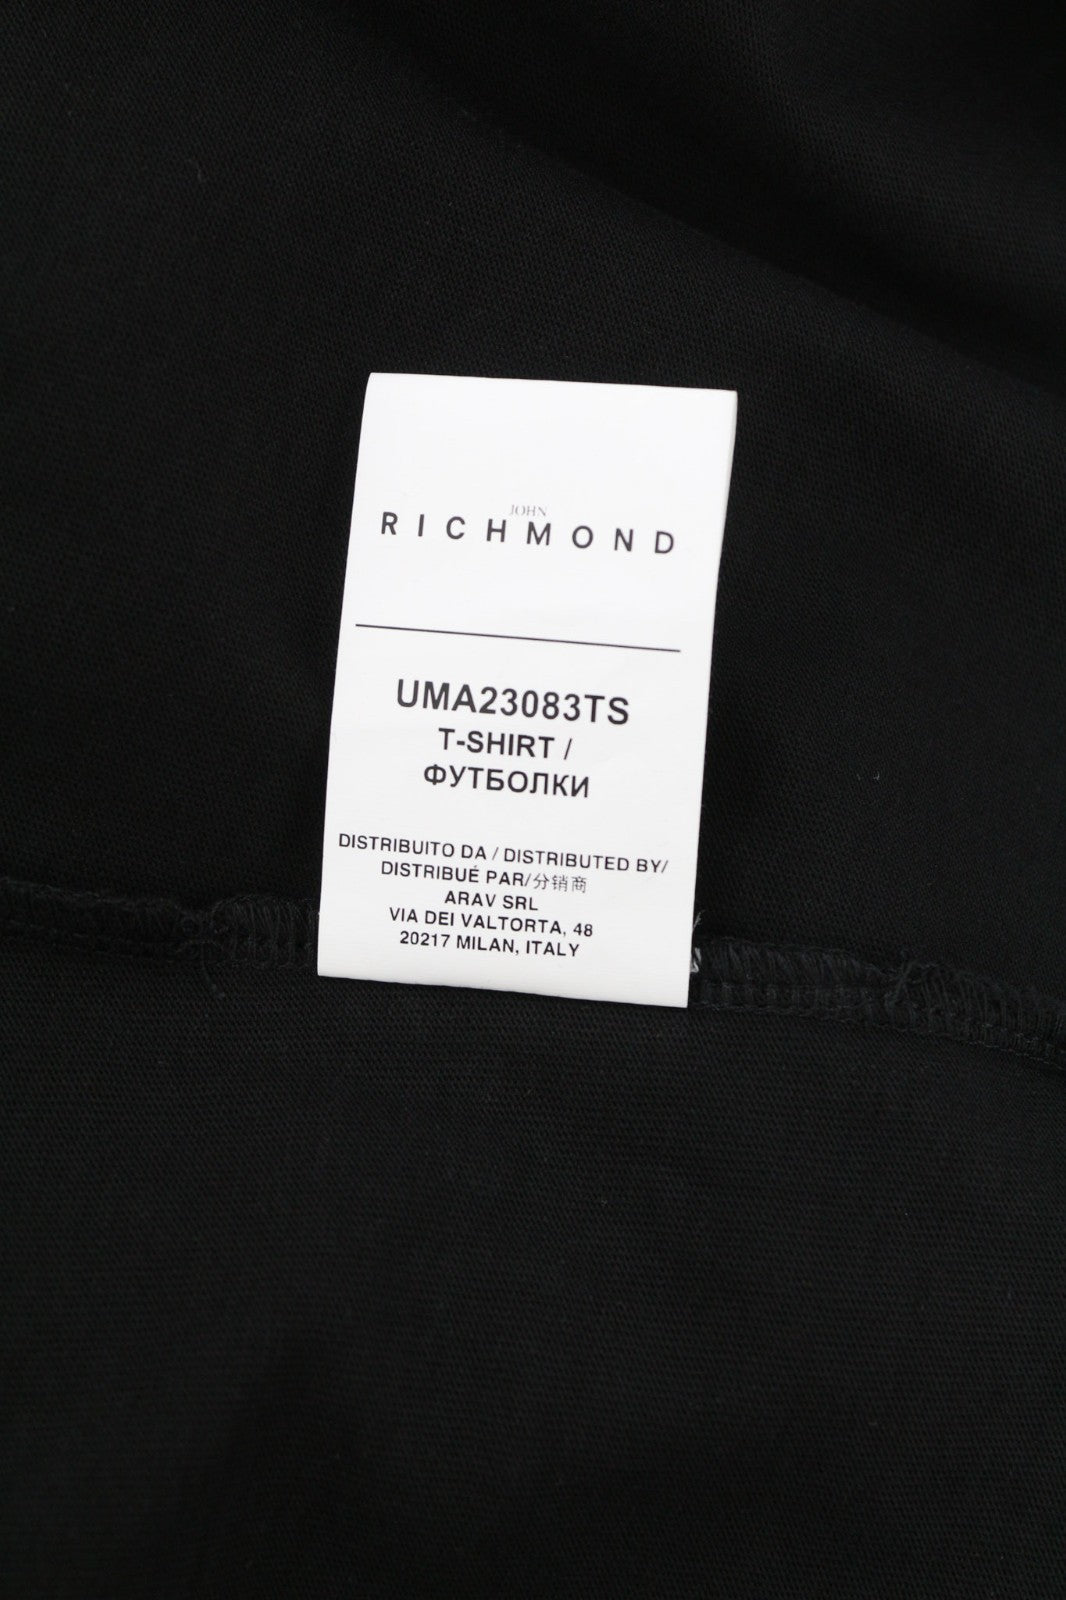 JOHN
RICHMOND
UMA23083TS
T-SHIRT /
ФУТБОЛКИ
DISTRIBUITO DA / DISTRIBUTED BY/
DISTRIBUÉ PAR/分销商
ARAV SRL
VIA DEI VALTORTA, 48
20217 MILAN, ITALY